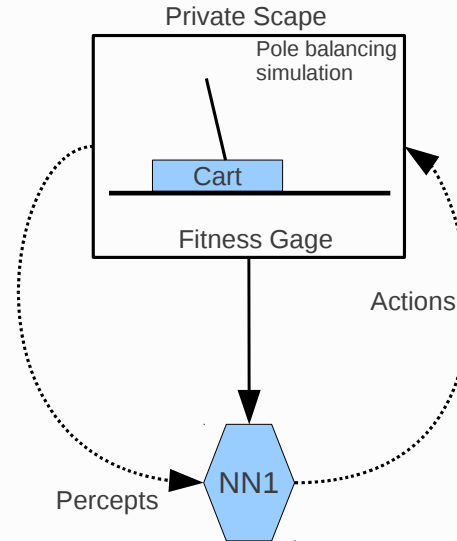 Private Scape
Pole balancing
simulation
Cart
Fitness Gage
Actions
NN1
Percepts